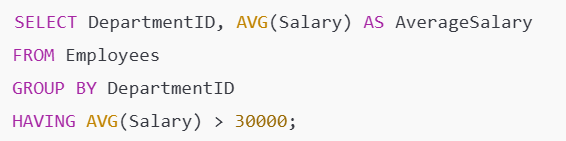 SELECT DepartmentID, AVG(Salary) AS AverageSalary
FROM Employees
GROUP BY DepartmentID
HAVING AVG(Salary) > 30000;